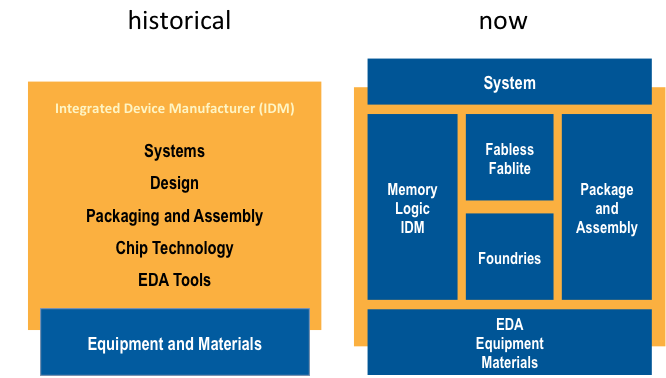 historical
Integrated Device Manufacturer (IDM)
Systems
Design
Packaging and Assembly
Chip Technology
EDA Tools
Equipment and Materials
now
System
Memory
Logic
IDM
Fabless
Fablite
Foundries
Package
and
Assembly
EDA
Equipment
Materials